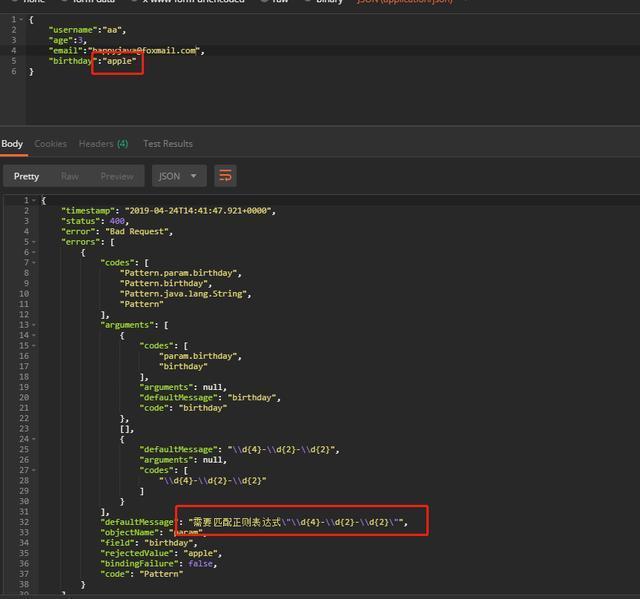 none form-data x-www-form-urlencoded raw binary JSON (application/json)
1 {
2 "username":"aa",
3 "age":3,
4 "email":"happyjava@foxmail.com",
5 "birthday":"apple"
6 }
Body Cookies Headers (4) Test Results
Pretty Raw Preview JSON
1 {
2 "timestamp": "2019-04-24T14:41:47.921+0000",
3 "status": 400,
4 "error": "Bad Request",
5 "errors": [
6 {
7 "codes": [
8 "Pattern.param.birthday",
9 "Pattern.birthday",
10 "Pattern.java.lang.String",
11 "Pattern"
12 ],
13 "arguments": [
14 {
15 "codes": [
16 "param.birthday",
17 "birthday"
18 ],
19 "arguments": null,
20 "defaultMessage": "birthday",
21 "code": "birthday"
22 },
23 [],
24 {
25 "defaultMessage": "\\d{4}-\\d{2}-\\d{2}",
26 "arguments": null,
27 "codes": [
28 "\\d{4}-\\d{2}-\\d{2}"
29 ]
30 }
31 ],
32 "defaultMessage": "需要匹配正则表达式\"\\d{4}-\\d{2}-\\d{2}\"",
33 "objectName": "param",
34 "field": "birthday",
35 "rejectedValue": "apple",
36 "bindingFailure": false,
37 "code": "Pattern"
38 }
39 ],